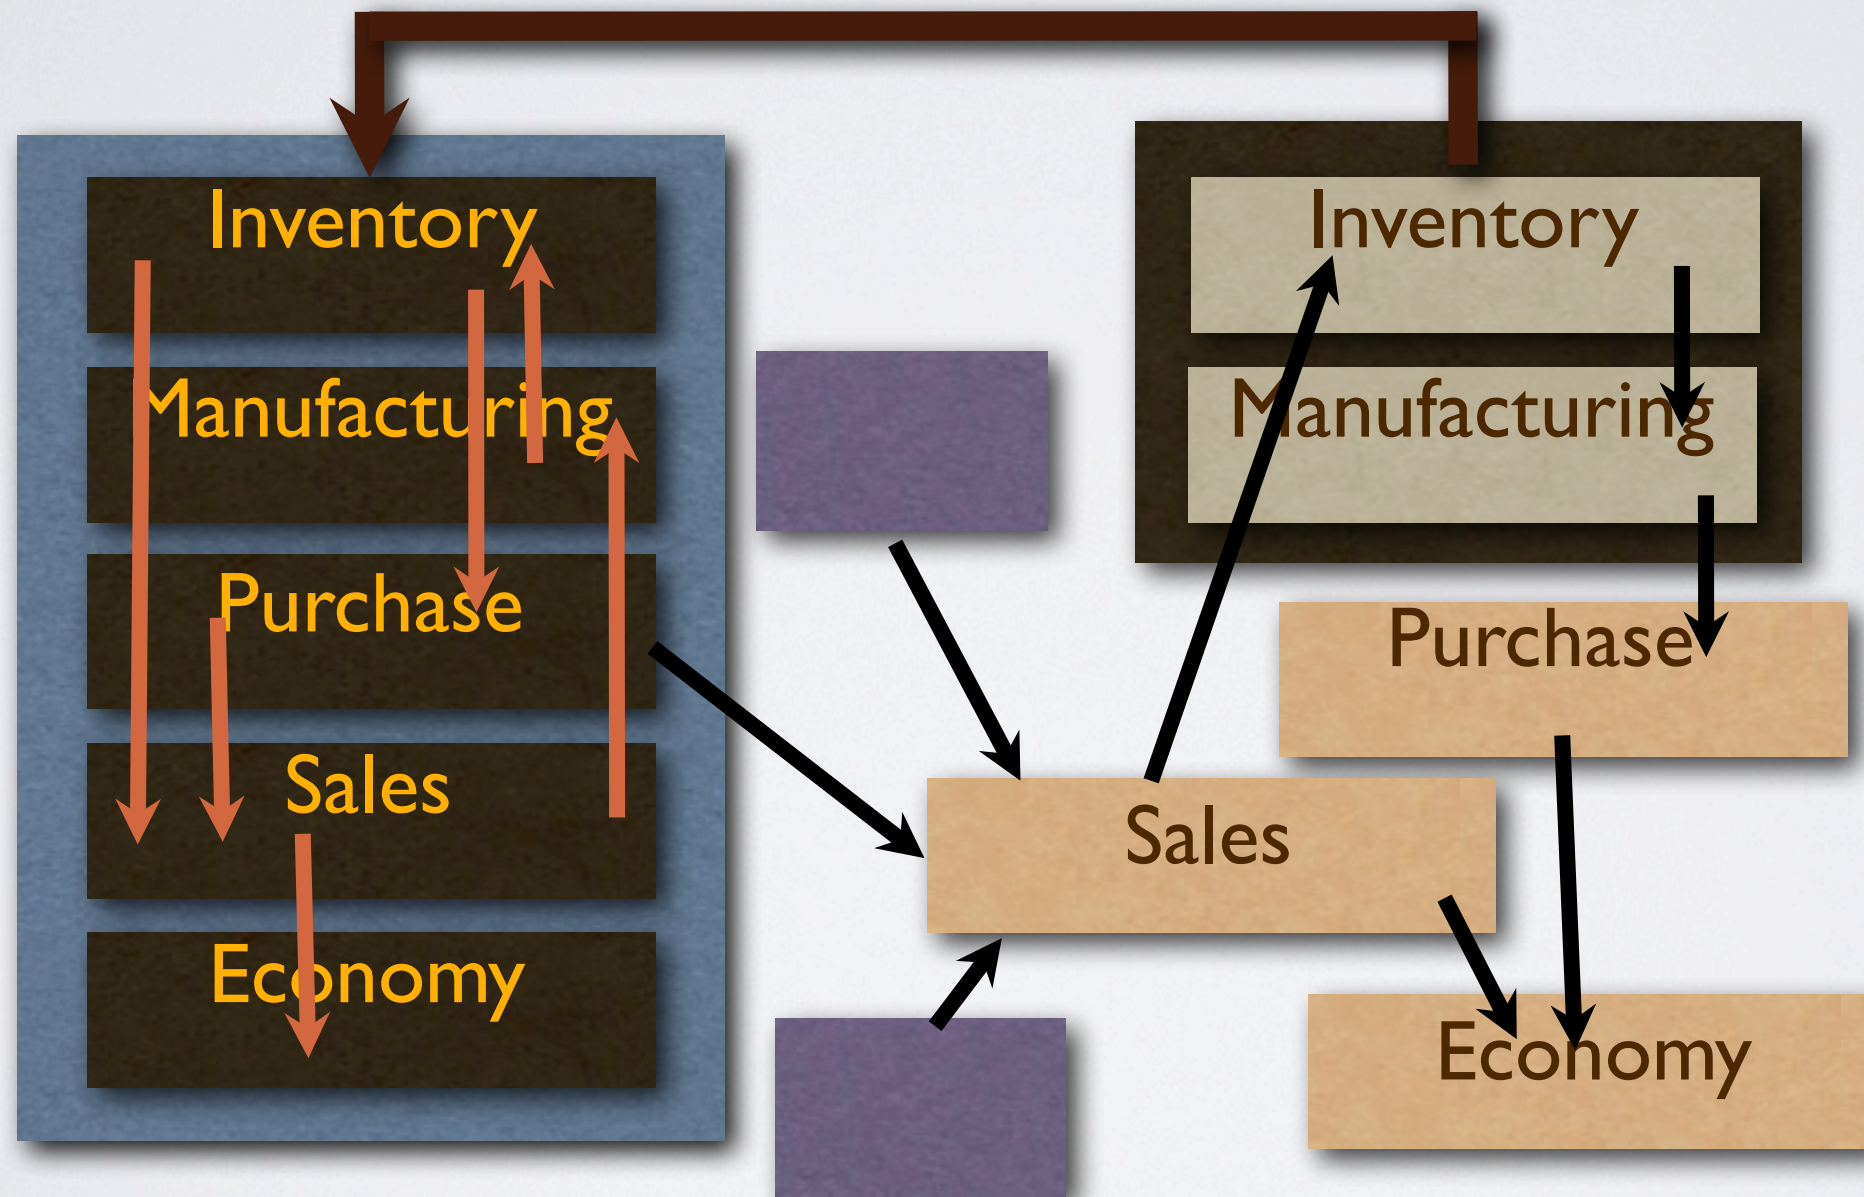 Inventory
Manufacturing
Purchase
Sales
Economy
Inventory
Manufacturing
Purchase
Sales
Economy